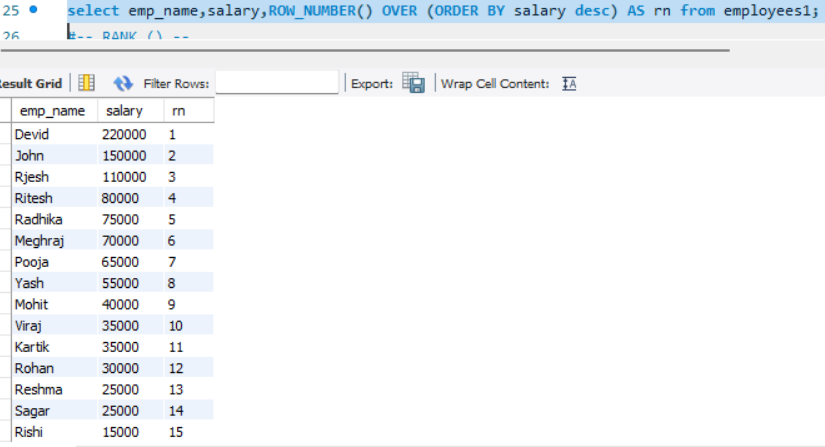 25 select emp_name,salary,ROW_NUMBER() OVER (ORDER BY salary desc) AS rn from employees1;
26 #-- RANK () --
esult Grid Filter Rows: Export: Wrap Cell Content: IA
emp_name salary rn
Devid 220000 1
John 150000 2
Rjesh 110000 3
Ritesh 80000 4
Radhika 75000 5
Meghraj 70000 6
Pooja 65000 7
Yash 55000 8
Mohit 40000 9
Viraj 35000 10
Kartik 35000 11
Rohan 30000 12
Reshma 25000 13
Sagar 25000 14
Rishi 15000 15